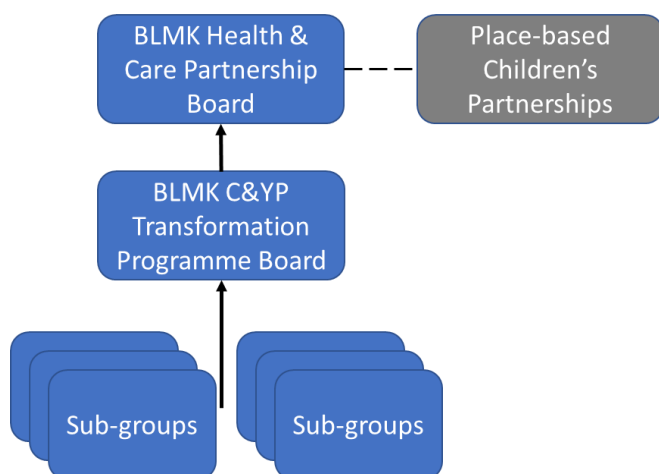 BLMK Health &
Care Partnership
Board
Place-based
Children’s
Partnerships
BLMK C&YP
Transformation
Programme Board
Sub-groups
Sub-groups